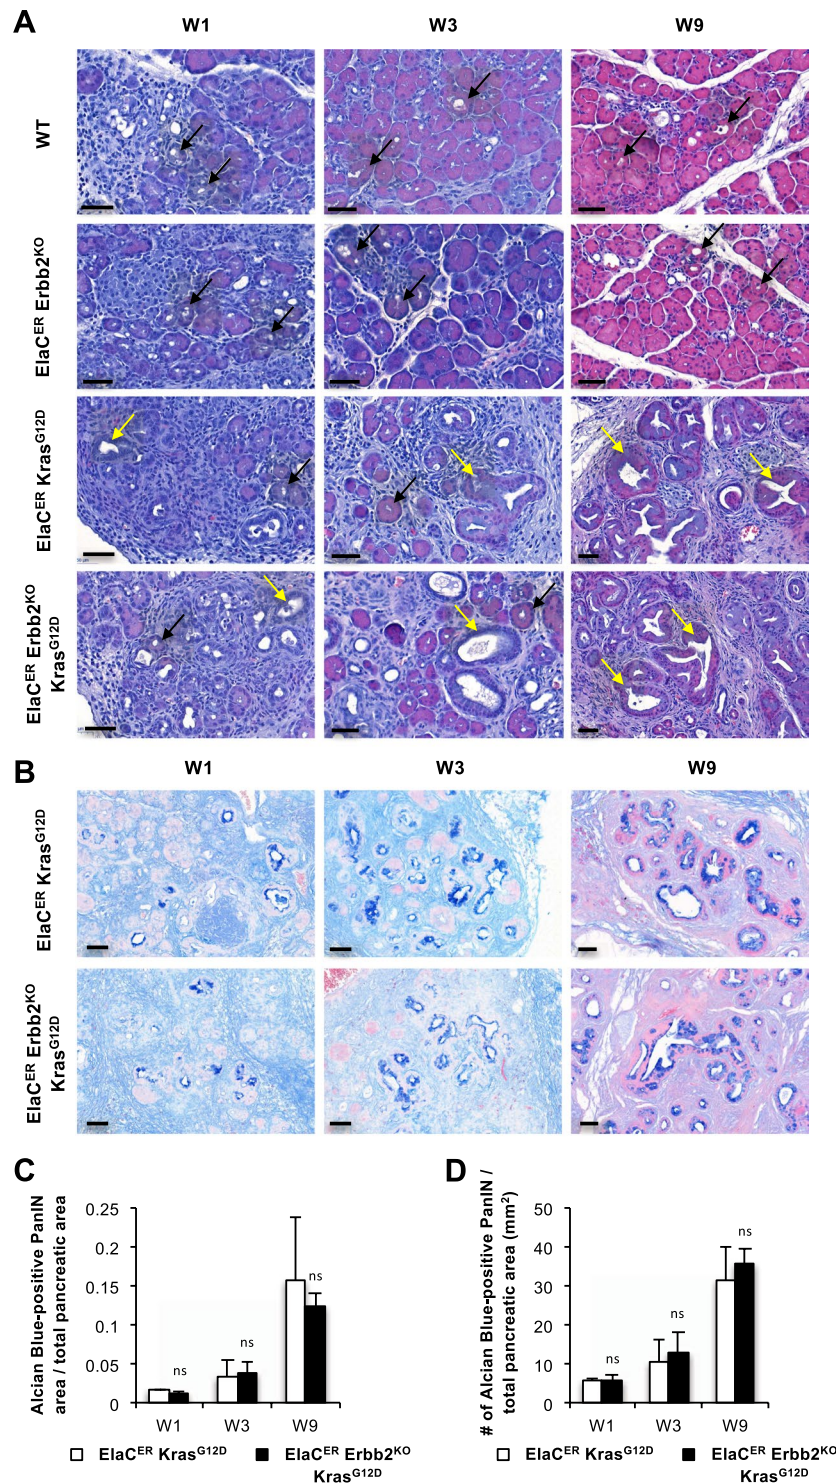 A
W1 W3 W9
WT
ElaC^ER Erbb2^KO
ElaC^ER Kras^G12D
ElaC^ER Erbb2^KO
Kras^G12D
B
W1 W3 W9
ElaC^ER Kras^G12D
ElaC^ER Erbb2^KO
Kras^G12D
C
Alcian Blue-positive PanIN
area / total pancreatic area
0.25
0.2
0.15
0.1
0.05
0
ns ns ns
W1 W3 W9
ElaC^ER Kras^G12D
ElaC^ER Erbb2^KO
Kras^G12D
D
# of Alcian Blue-positive PanIN /
total pancreatic area (mm²)
50
40
30
20
10
0
ns ns ns
W1 W3 W9
ElaC^ER Kras^G12D
ElaC^ER Erbb2^KO
Kras^G12D